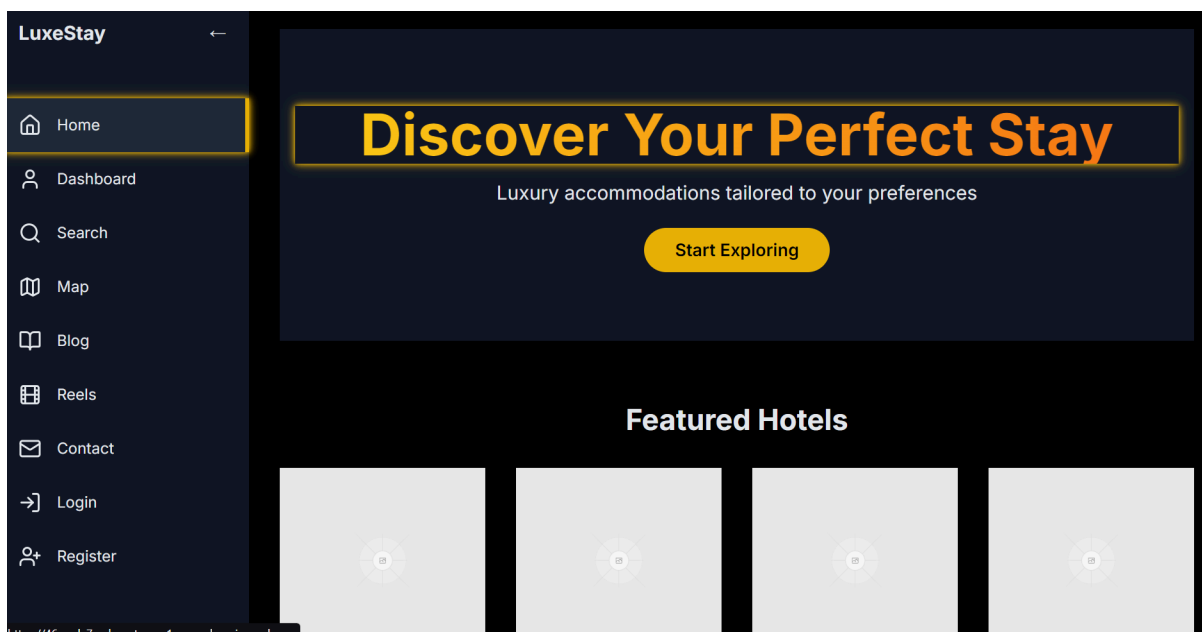 LuxeStay ←
Home
Dashboard
Search
Map
Blog
Reels
Contact
Login
Register
Discover Your Perfect Stay
Luxury accommodations tailored to your preferences
Start Exploring
Featured Hotels